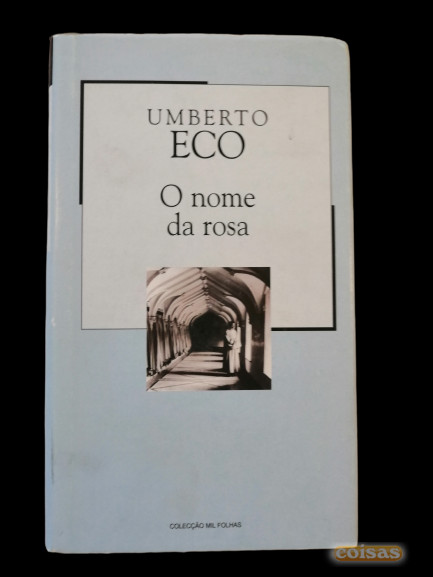 UMBERTO
ECO
O nome
da rosa
COLECÇÃO MIL FOLHAS
coisas